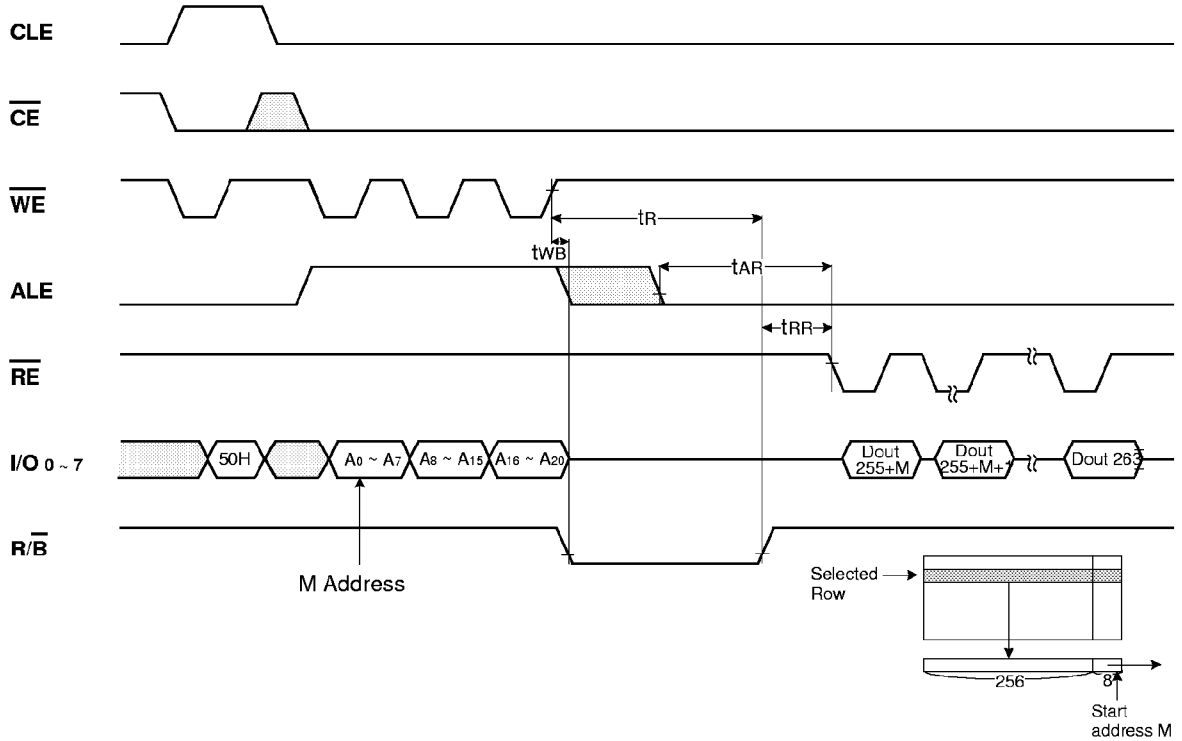 CLE
CE
WE
tR
tWB
tAR
ALE
tRR
RE
I/O 0 ~ 7
50H
A0 ~ A7
A8 ~ A15
A16 ~ A20
Dout
255+M
Dout
255+M+1
Dout 263
R/B
M Address
Selected
Row
256
8
Start
address M